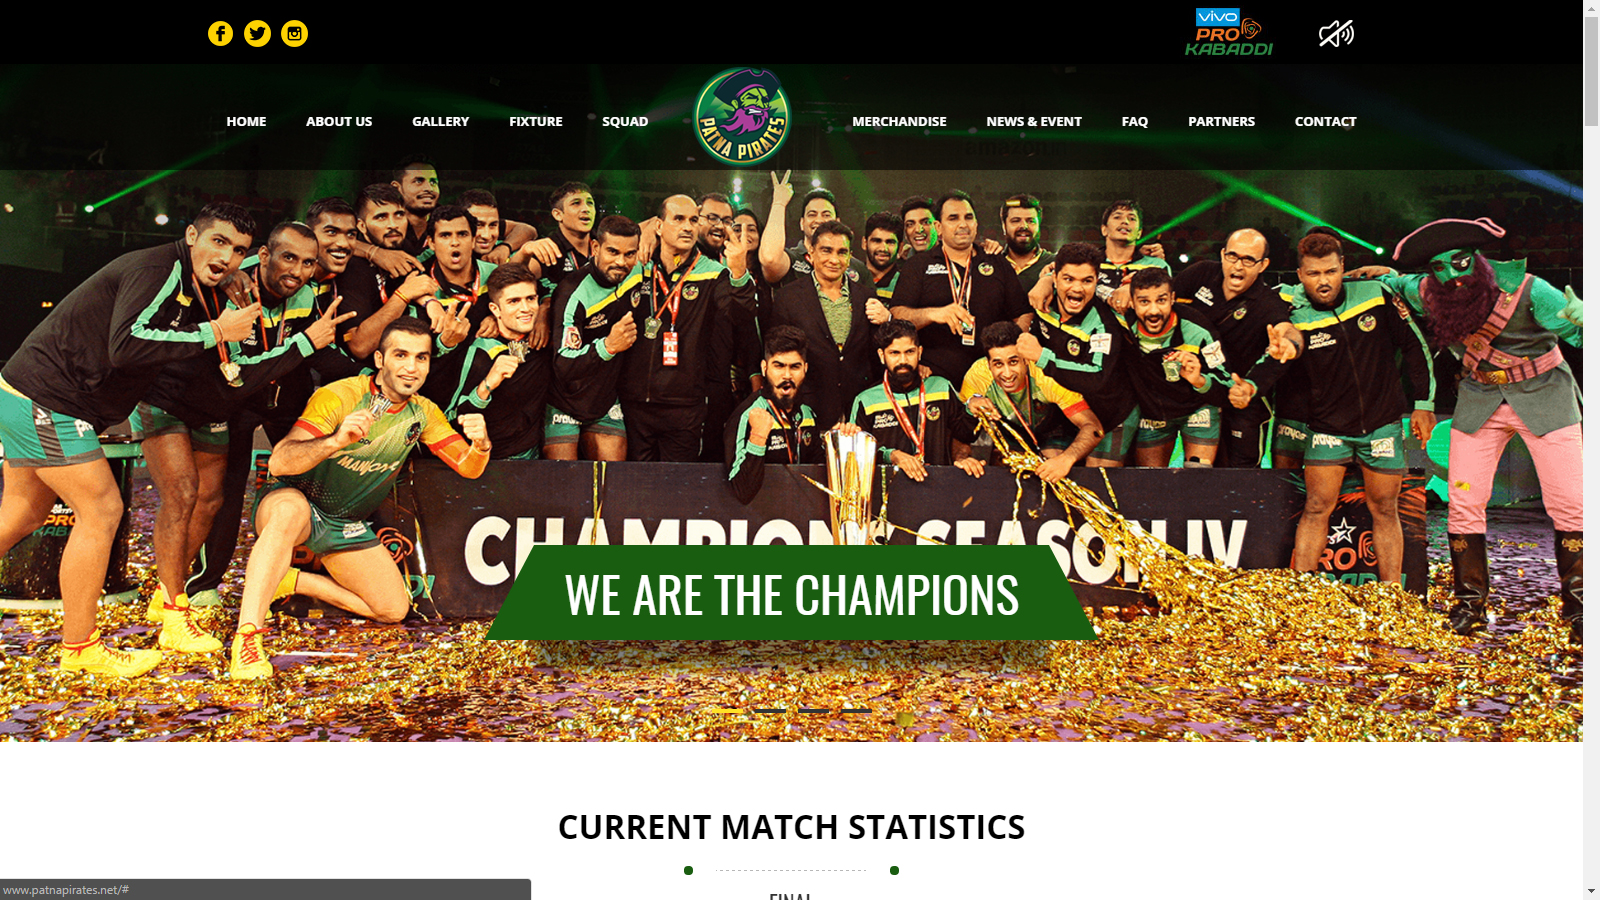 vivo
PRO
KABADDI
HOME ABOUT US GALLERY FIXTURE SQUAD
PATNA PIRATES
MERCHANDISE NEWS & EVENT FAQ PARTNERS CONTACT
CHAMPIONS SEASON IV
WE ARE THE CHAMPIONS
CURRENT MATCH STATISTICS
FINAL
www.patnapirates.net/#